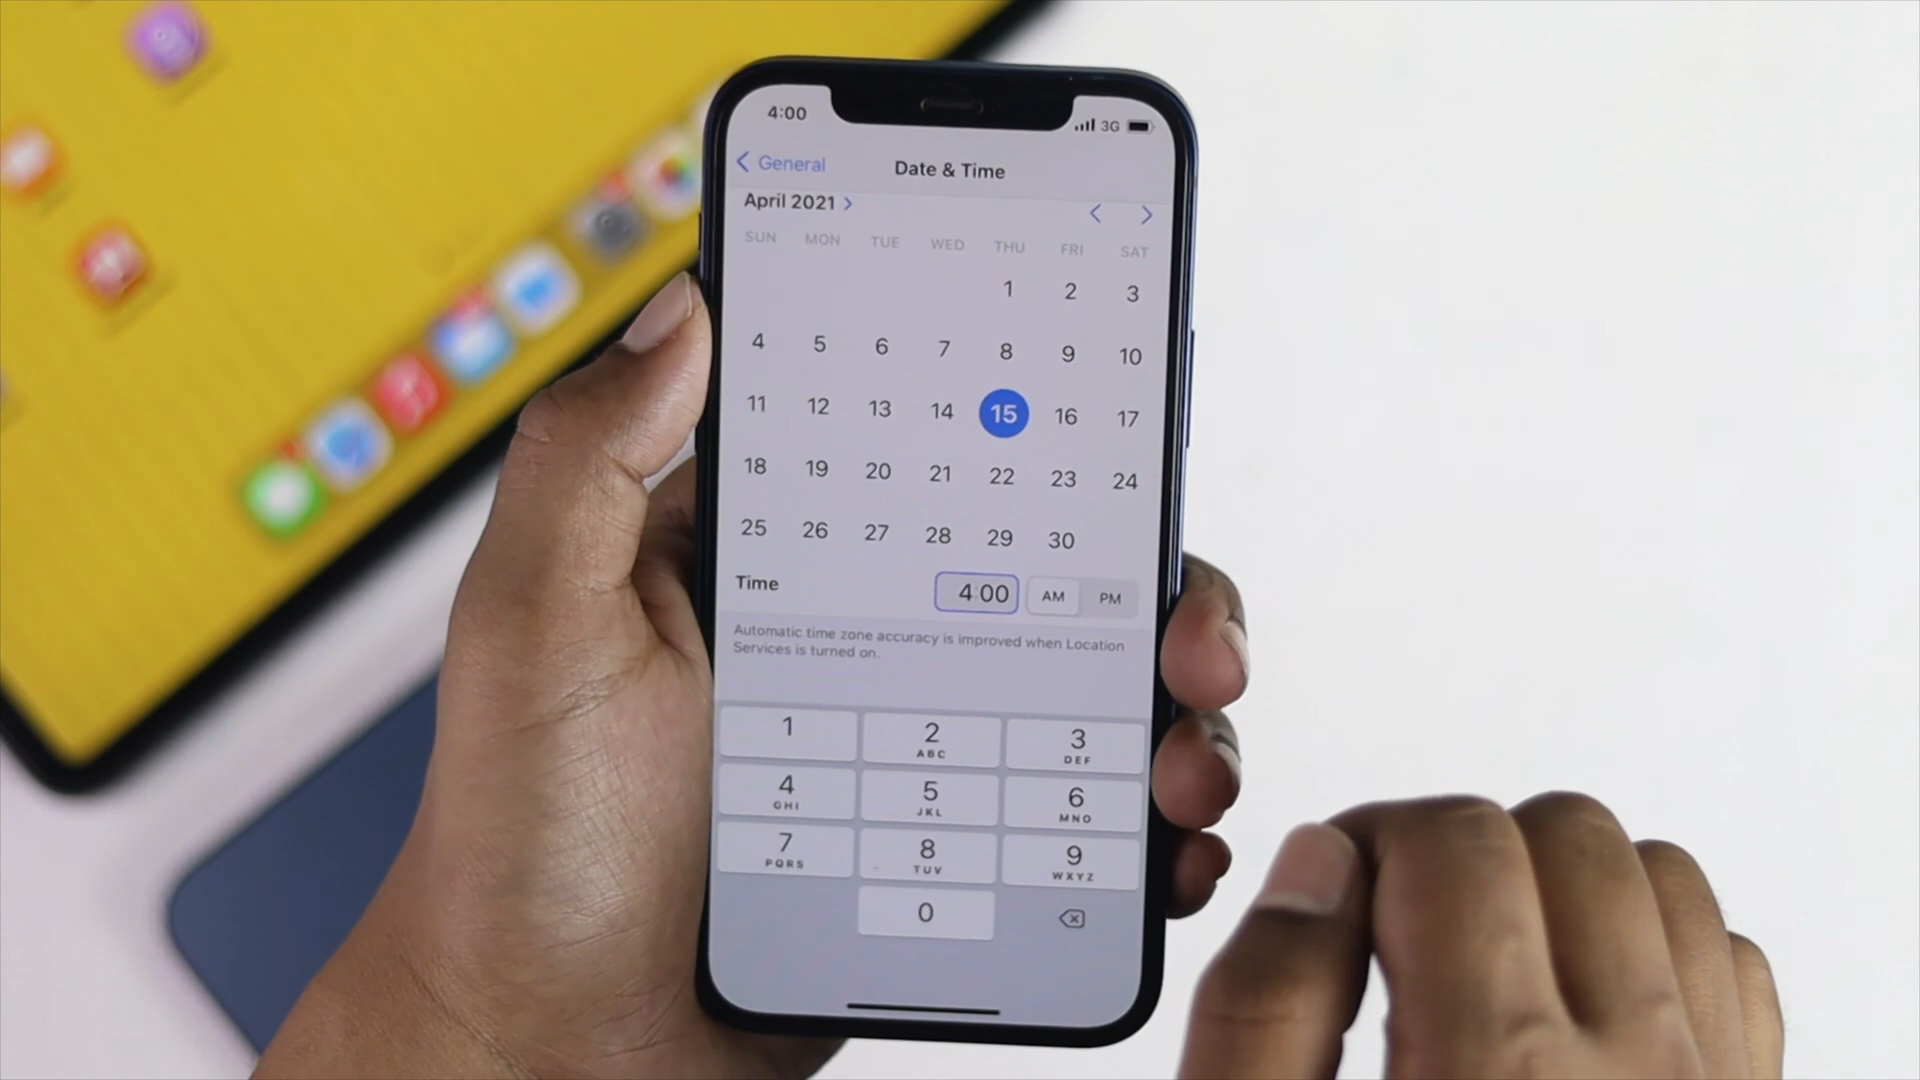 4:00
3G
General
Date & Time
April 2021
SUN MON TUE WED THU FRI SAT
1 2 3
4 5 6 7 8 9 10
11 12 13 14 15 16 17
18 19 20 21 22 23 24
25 26 27 28 29 30
Time 4:00 AM PM
Automatic time zone accuracy is improved when Location
Services is turned on.
1 2 3
ABC DEF
4 5 6
GHI JKL MNO
7 8 9
PQRS TUV WXYZ
0